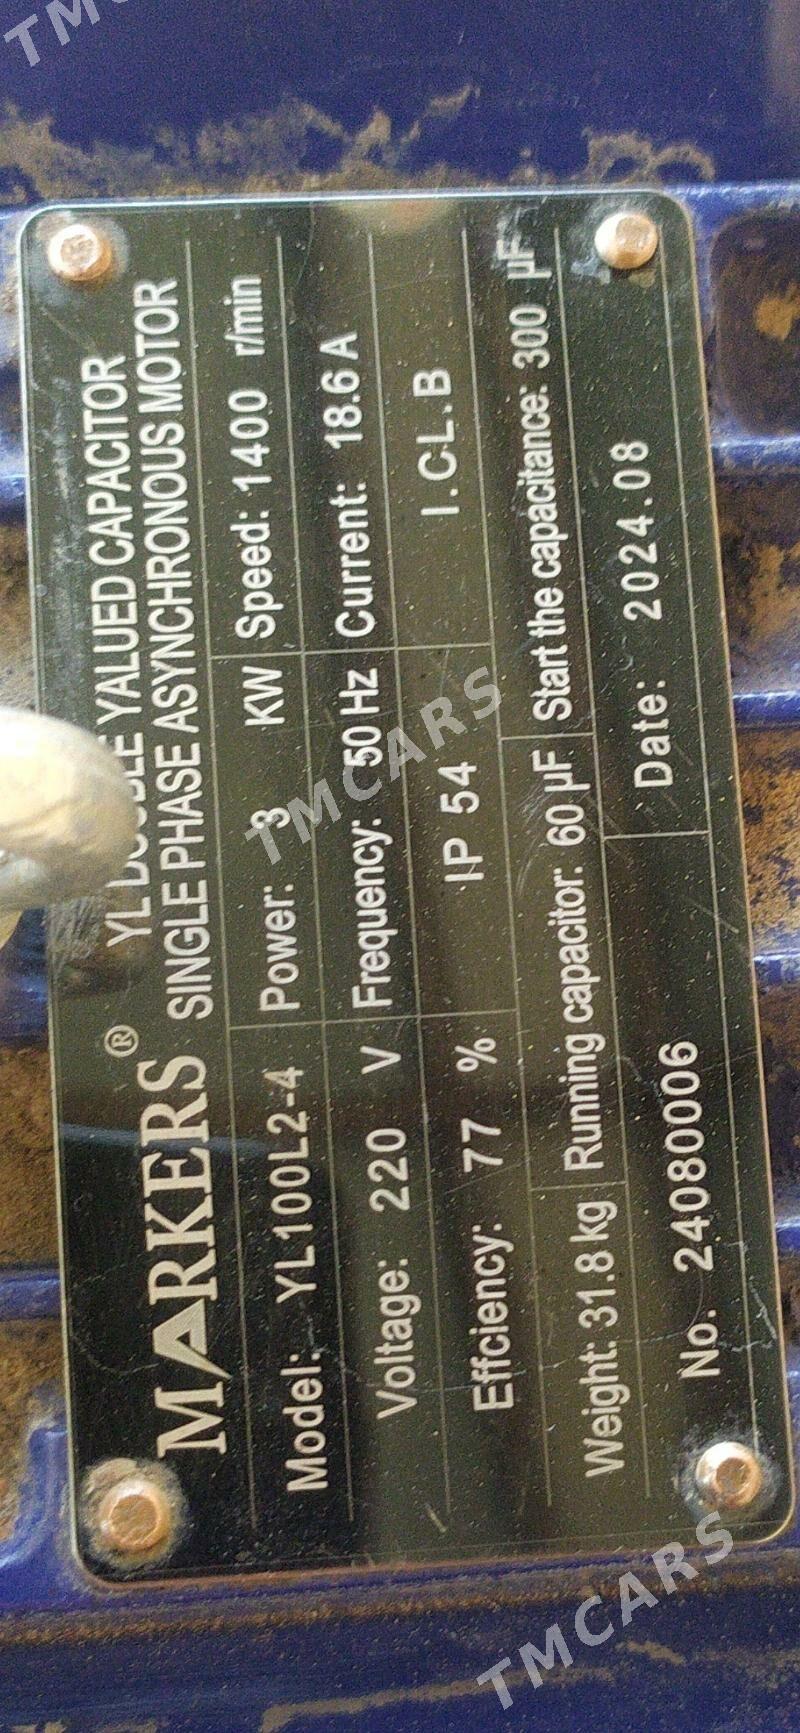 MARKERS® YL DOUBLE YALUED CAPACITOR
SINGLE PHASE ASYNCHRONOUS MOTOR
Model: YL100L2-4 Power: 3 KW Speed: 1400 r/min
Voltage: 220 V Frequency: 50 Hz Current: 18.6 A
Effciency: 77 % IP 54 I.CL.B
Weight: 31.8 kg Running capacitor: 60 µF Start the capacitance: 300 µF
No. 24080006 Date: 2024.08
TMCARS
TMCARS
TMCARS